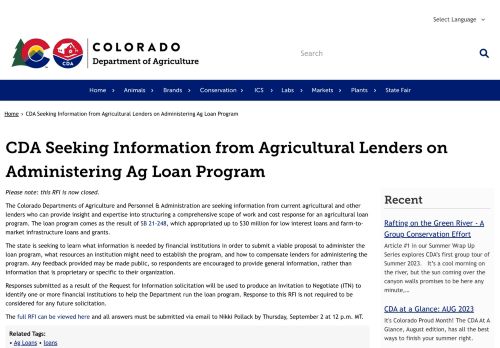 Select Language ▾
CO CDA COLORADO
Department of Agriculture
Search
Home › Animals › Brands › Conservation › ICS › Labs › Markets › Plants › State Fair
Home › CDA Seeking Information from Agricultural Lenders on Administering Ag Loan Program
CDA Seeking Information from Agricultural Lenders on
Administering Ag Loan Program
Please note: this RFI is now closed.
The Colorado Departments of Agriculture and Personnel & Administration are seeking information from current agricultural and other
lenders who can provide insight and expertise into structuring a comprehensive scope of work and cost response for an agricultural loan
program. The loan program comes as the result of SB 21-248, which appropriated up to $30 million for low interest loans and farm-to-
market infrastructure loans and grants.
The state is seeking to learn what information is needed by financial institutions in order to submit a viable proposal to administer the
loan program, what resources an institution might need to establish the program, and how to compensate lenders for administering
the program. Any feedback provided may be made public, so respondents are encouraged to provide general information, rather than
information that is proprietary or specific to their organization.
Responses submitted as a result of the Request for Information solicitation will be used to produce an Invitation to Negotiate (ITN) to
identify one or more financial institutions to help the Department run the loan program. Response to this RFI is not required to be
considered for any future solicitation.
The full RFI can be viewed here and all answers must be submitted via email to Nikki Pollack by Thursday, September 2 at 12 p.m. MT.
Related Tags:
• Ag Loans • loans
Recent
Rafting on the Green River - A
Group Conservation Effort
Article #1 in our Summer Wrap Up
Series explores CDA's first group tour of
Summer 2023. It's a cool morning on
the river, but the sun coming over the
canyon walls promises to be here any
minute,...
CDA at a Glance: AUG 2023
It's Colorado Proud Month! The CDA At A
Glance, August edition, has all the best
ways to finish your summer right.